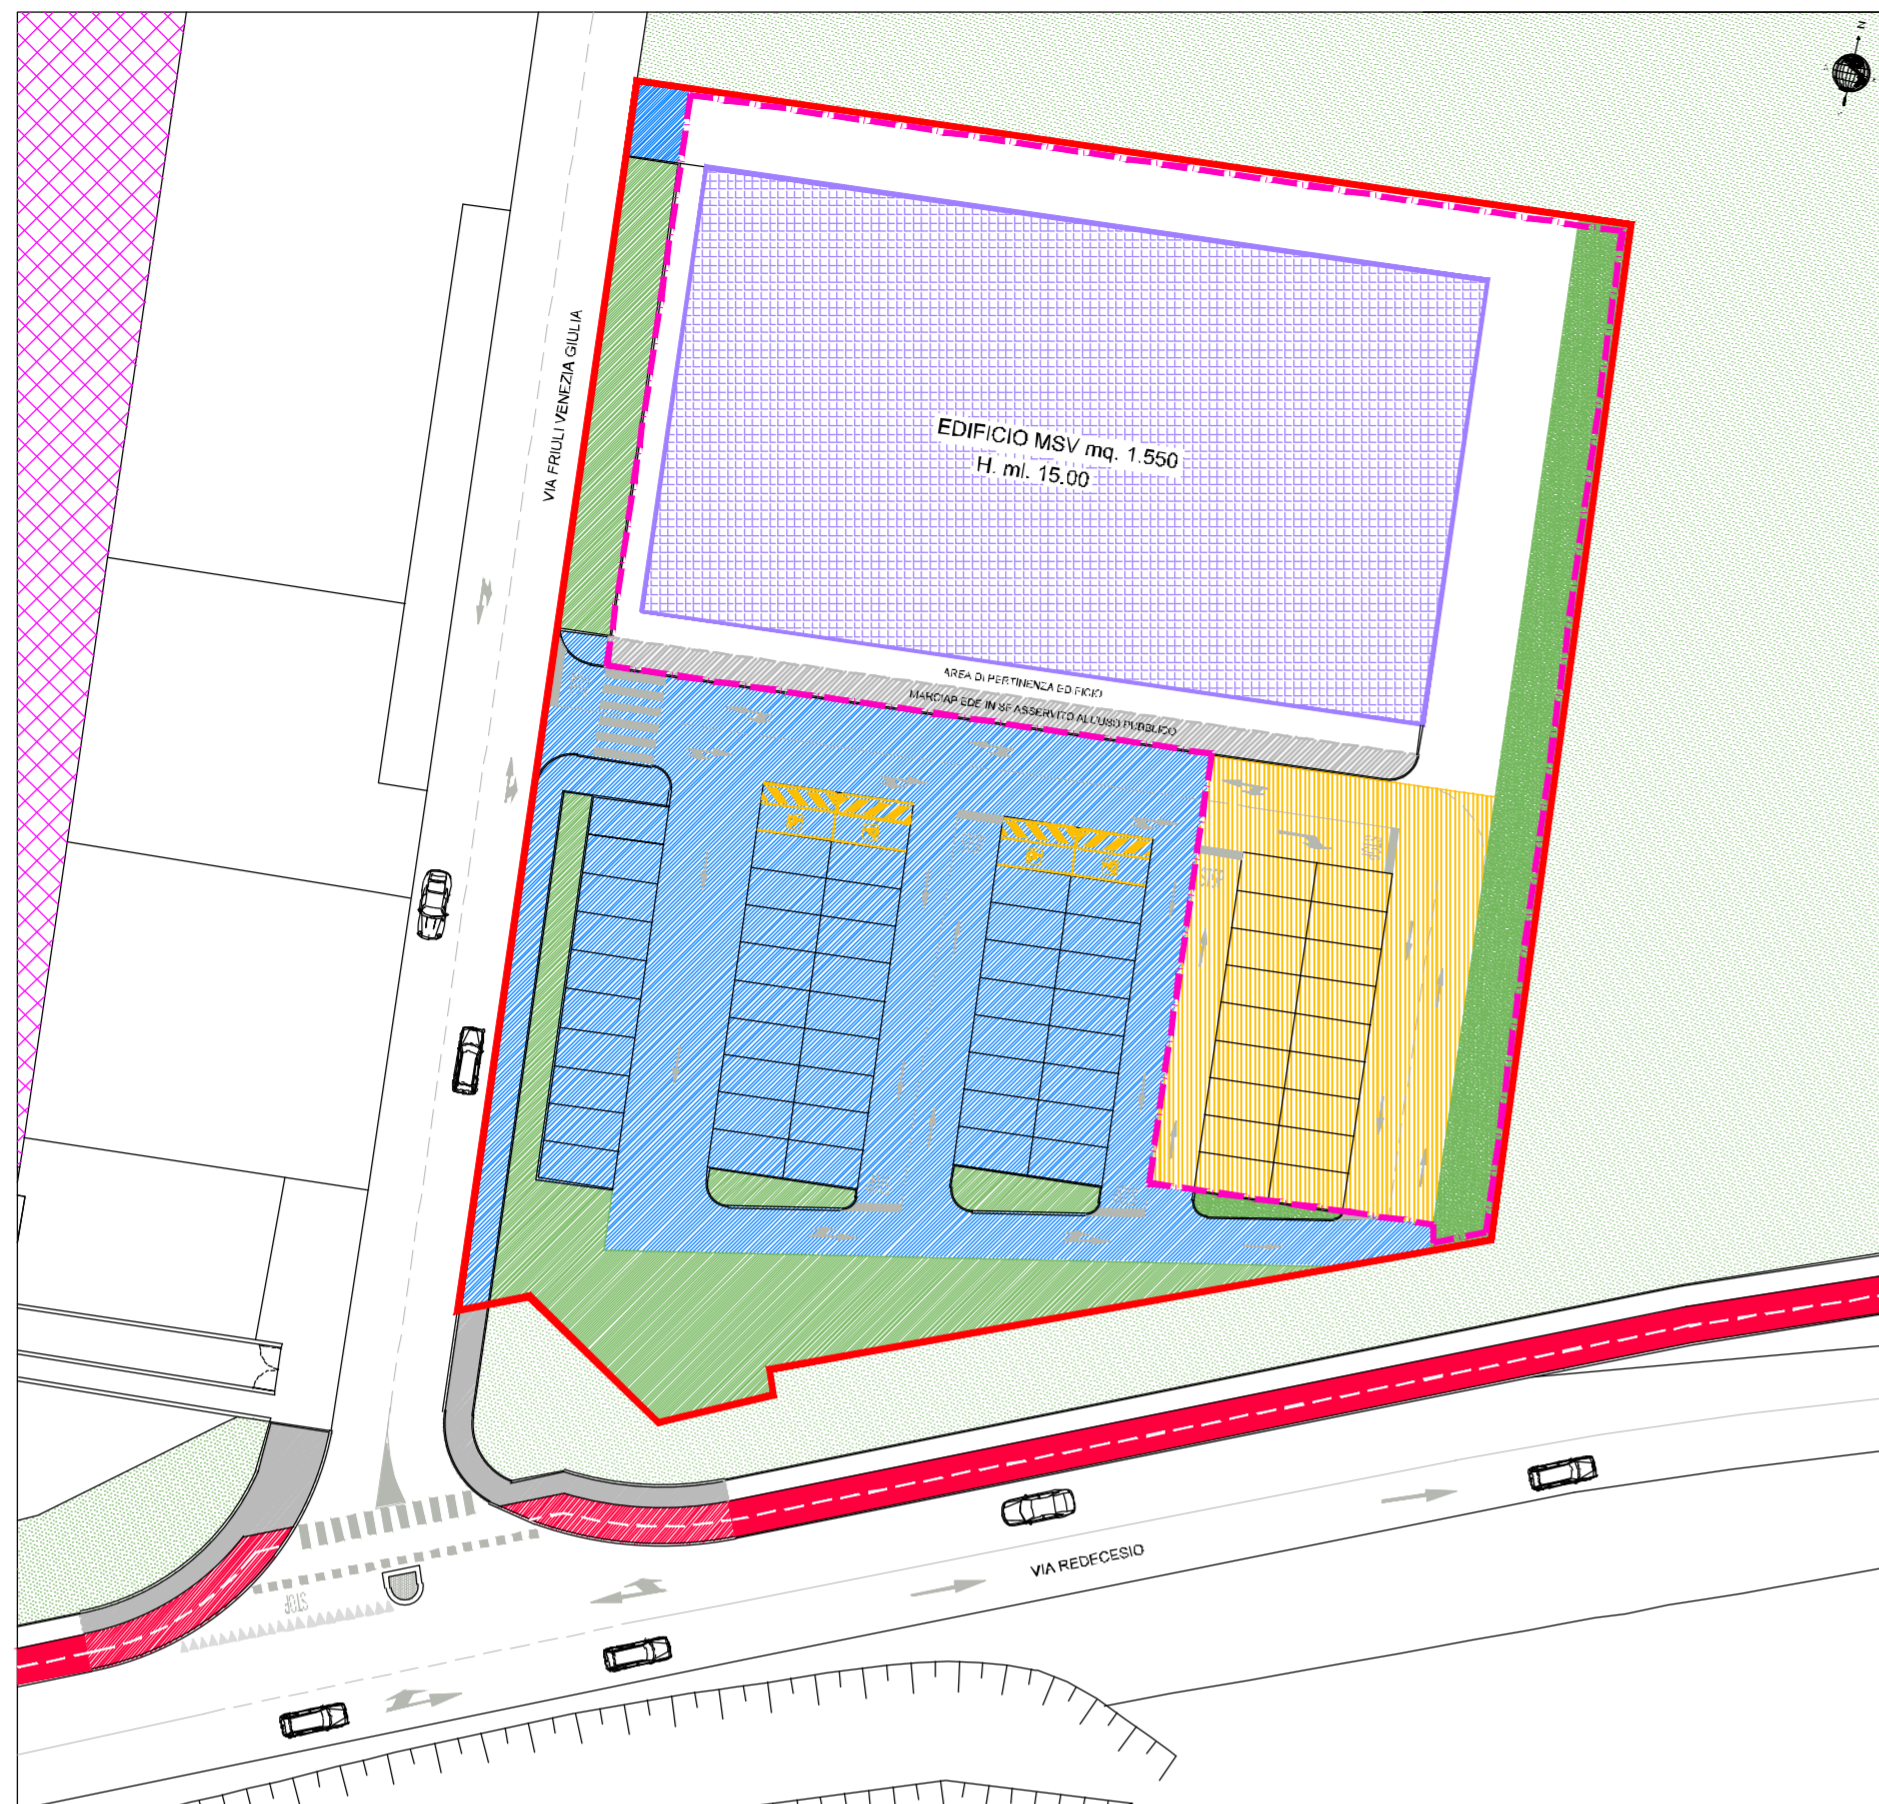 N
VIA FRIULI VENEZIA GIULIA
EDIFICIO MSV mq. 1.550
H. ml. 15.00
AREA DI PERTINENZA EDIFICIO
MARCIAPIEDE IN SF ASSERVITO ALL'USO PUBBLICO
STOP
VIA REDECESIO
STOP